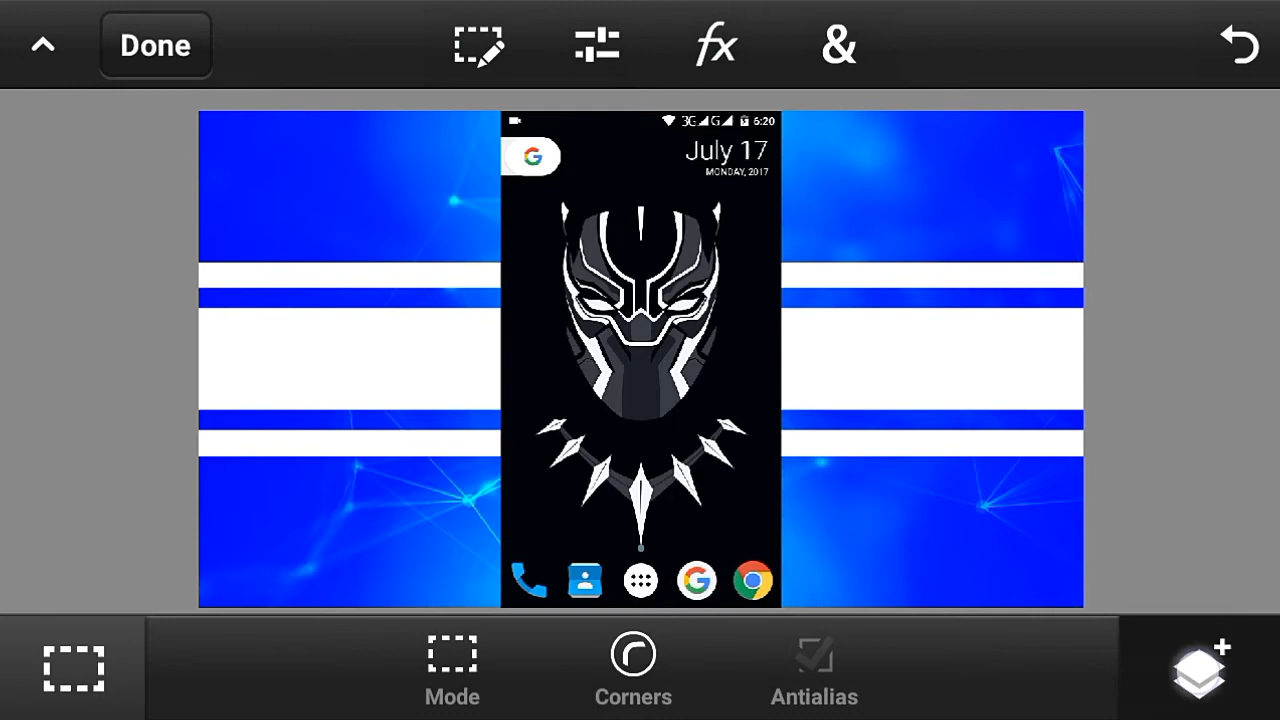 Done
fx
&
3G
G
6:20
G
July 17
MONDAY, 2017
G
Mode
Corners
Antialias